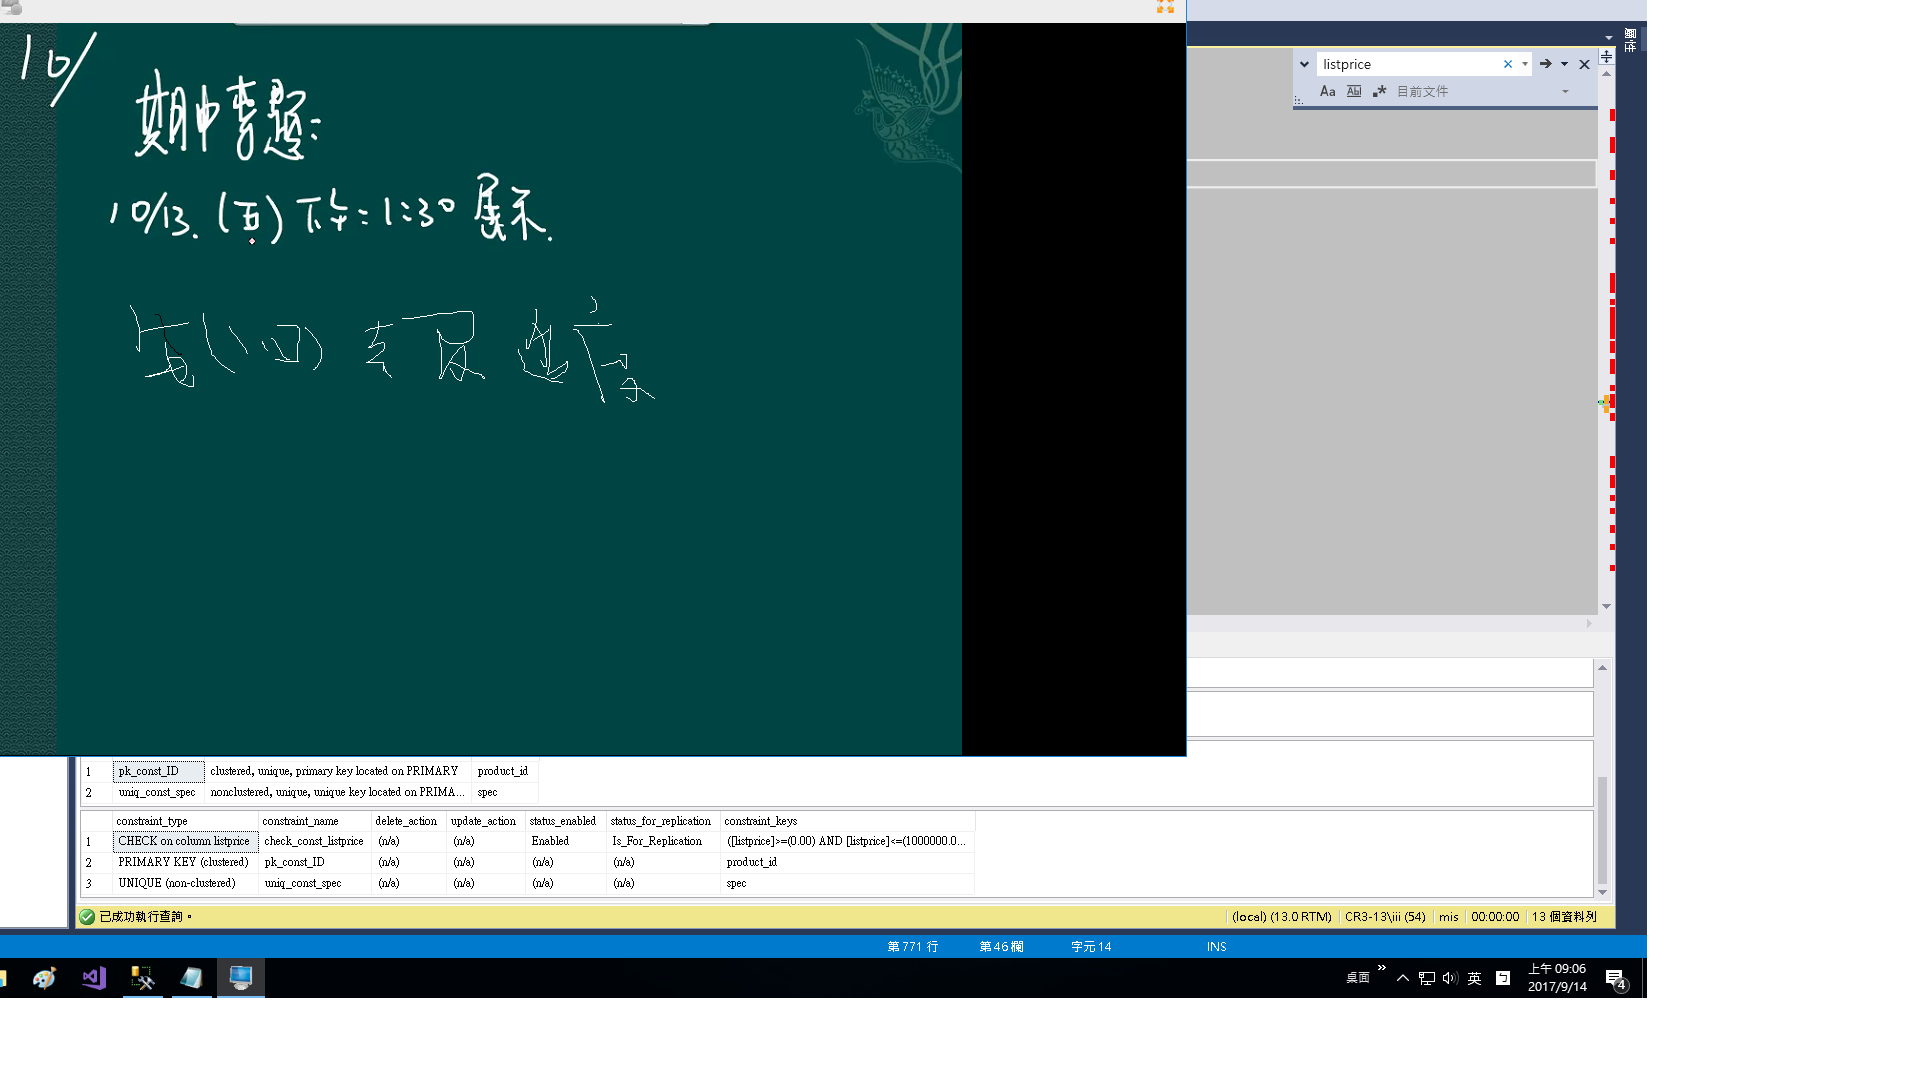 10/
期中專題:
10/13. (五) 下午:1:30 展示.
每(四)
屬性
listprice
Aa Ab .* 目前文件
1 pk_const_ID clustered, unique, primary key located on PRIMARY product_id
2 uniq_const_spec nonclustered, unique, unique key located on PRIMA... spec
constraint_type constraint_name delete_action update_action status_enabled status_for_replication constraint_keys
1 CHECK on column listprice check_const_listprice (n/a) (n/a) Enabled Is_For_Replication ([listprice]>=(0.00) AND [listprice]<=(1000000.0...
2 PRIMARY KEY (clustered) pk_const_ID (n/a) (n/a) (n/a) (n/a) product_id
3 UNIQUE (non-clustered) uniq_const_spec (n/a) (n/a) (n/a) (n/a) spec
已成功執行查詢。 (local) (13.0 RTM) CR3-13\iii (54) mis 00:00:00 13 個資料列
第 771 行 第 46 欄 字元 14 INS
桌面 » 英 上午 09:06
2017/9/14 4